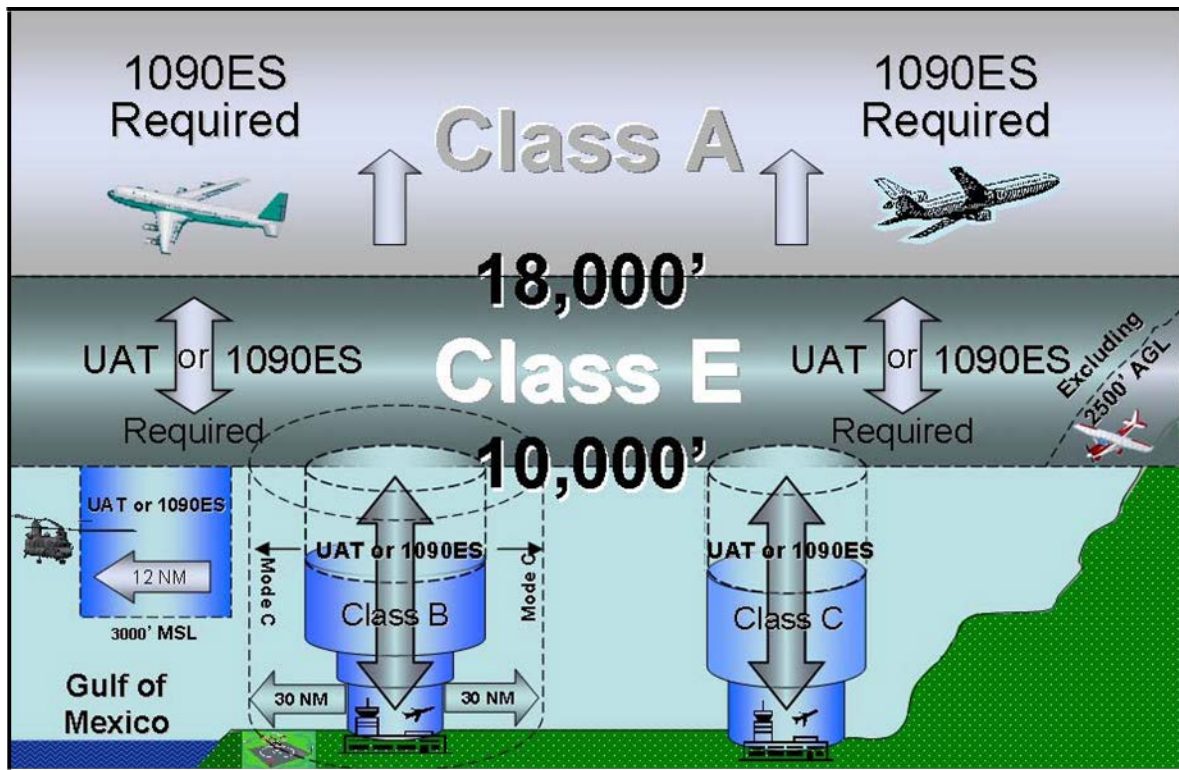 1090ES
Required
Class A
1090ES
Required
18,000’
UAT or 1090ES
Required
Class E
UAT or 1090ES
Required
Excluding
2500’ AGL
10,000’
UAT or 1090ES
12 NM
3000’ MSL
Gulf of
Mexico
UAT or 1090ES
Mode C
Mode C
Class B
30 NM
30 NM
UAT or 1090ES
Class C